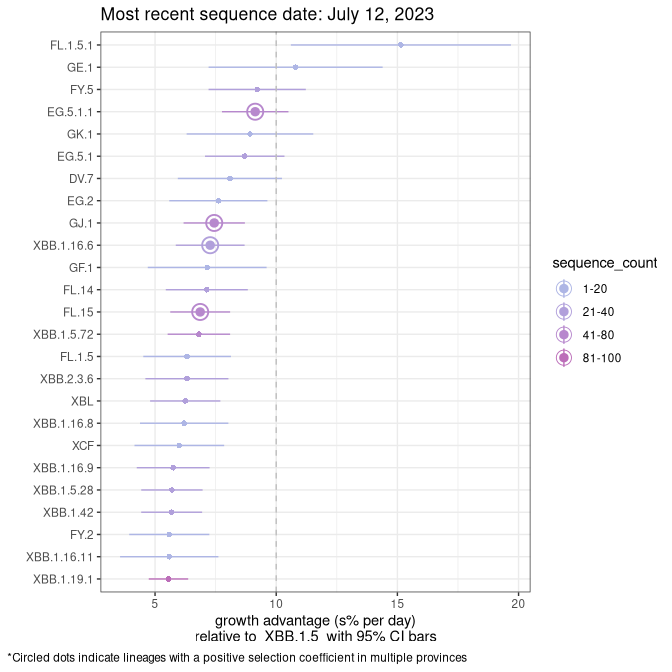 Most recent sequence date: July 12, 2023
FL.1.5.1
GE.1
FY.5
EG.5.1.1
GK.1
EG.5.1
DV.7
EG.2
GJ.1
XBB.1.16.6
GF.1
FL.14
FL.15
XBB.1.5.72
FL.1.5
XBB.2.3.6
XBL
XBB.1.16.8
XCF
XBB.1.16.9
XBB.1.5.28
XBB.1.42
FY.2
XBB.1.16.11
XBB.1.19.1
5 10 15 20
growth advantage (s% per day)
relative to XBB.1.5 with 95% CI bars
sequence_count
1-20
21-40
41-80
81-100
*Circled dots indicate lineages with a positive selection coefficient in multiple provinces